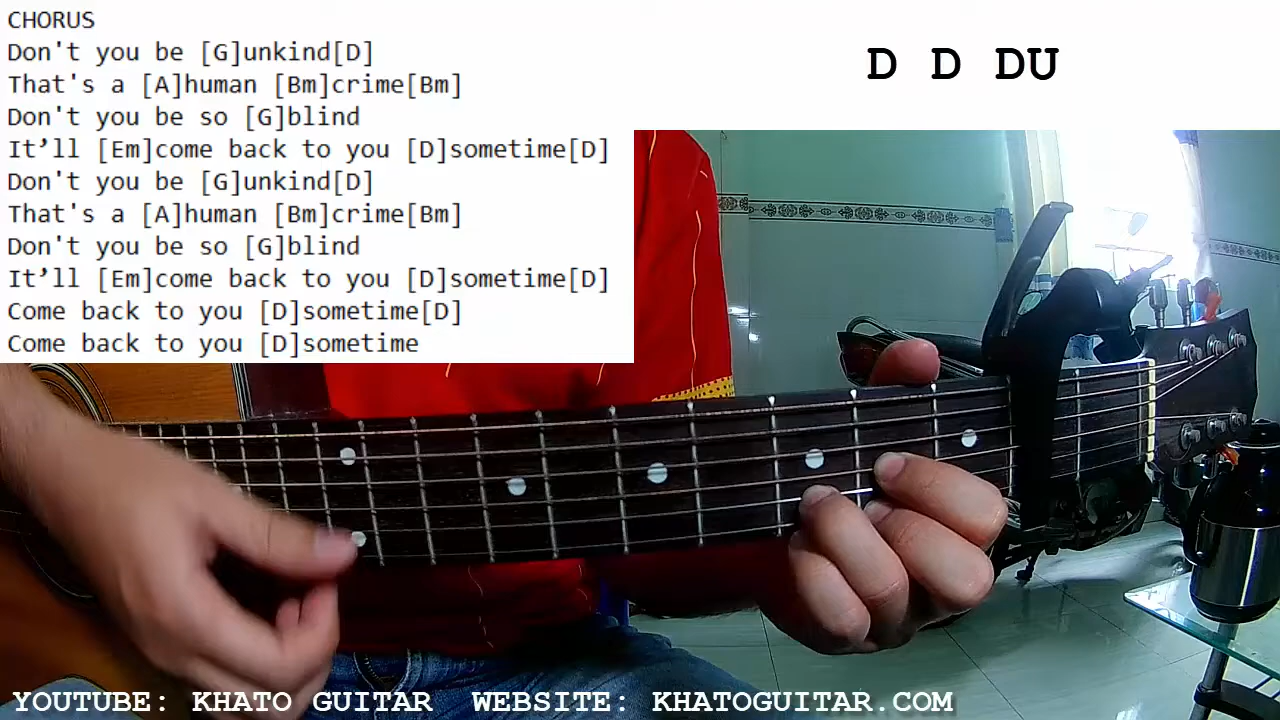 CHORUS
Don't you be [G]unkind[D]
That's a [A]human [Bm]crime[Bm]
Don't you be so [G]blind
It’ll [Em]come back to you [D]sometime[D]
Don't you be [G]unkind[D]
That's a [A]human [Bm]crime[Bm]
Don't you be so [G]blind
It’ll [Em]come back to you [D]sometime[D]
Come back to you [D]sometime[D]
Come back to you [D]sometime
D D DU
YOUTUBE: KHATO GUITAR WEBSITE: KHATOGUITAR.COM